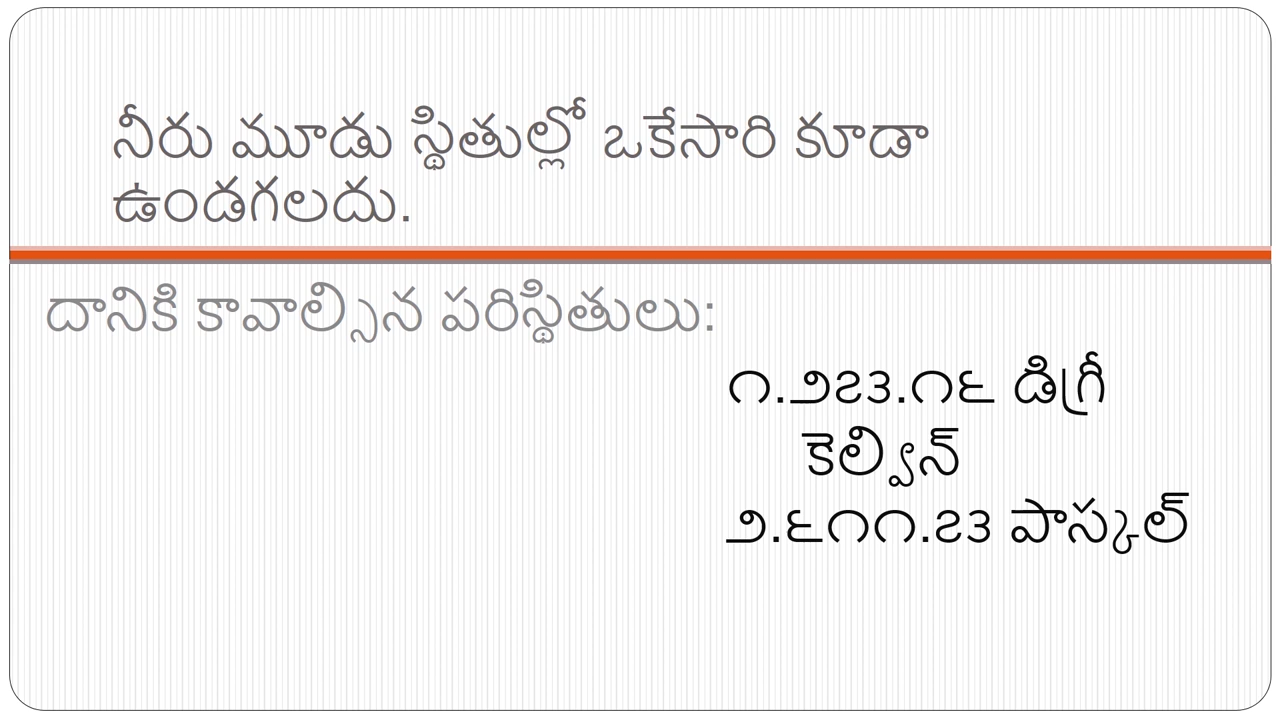 నీరు మూడు స్థితుల్లో ఒకేసారి కూడా
ఉండగలదు.
దానికి కావాల్సిన పరిస్థితులు:
౧.౨౭౩.౧౬ డిగ్రీ
కెల్విన్
౨.౬౧౧.౭౩ పాస్కల్